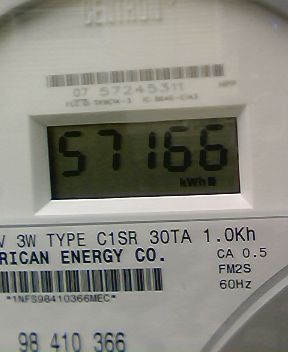 CENTRON
07 57245311
57166
kWh
V 3W TYPE C1SR 30TA 1.0Kh
RICAN ENERGY CO.
CA 0.5
FM2S
60Hz
*1NFS98410366MEC*
98 410 366